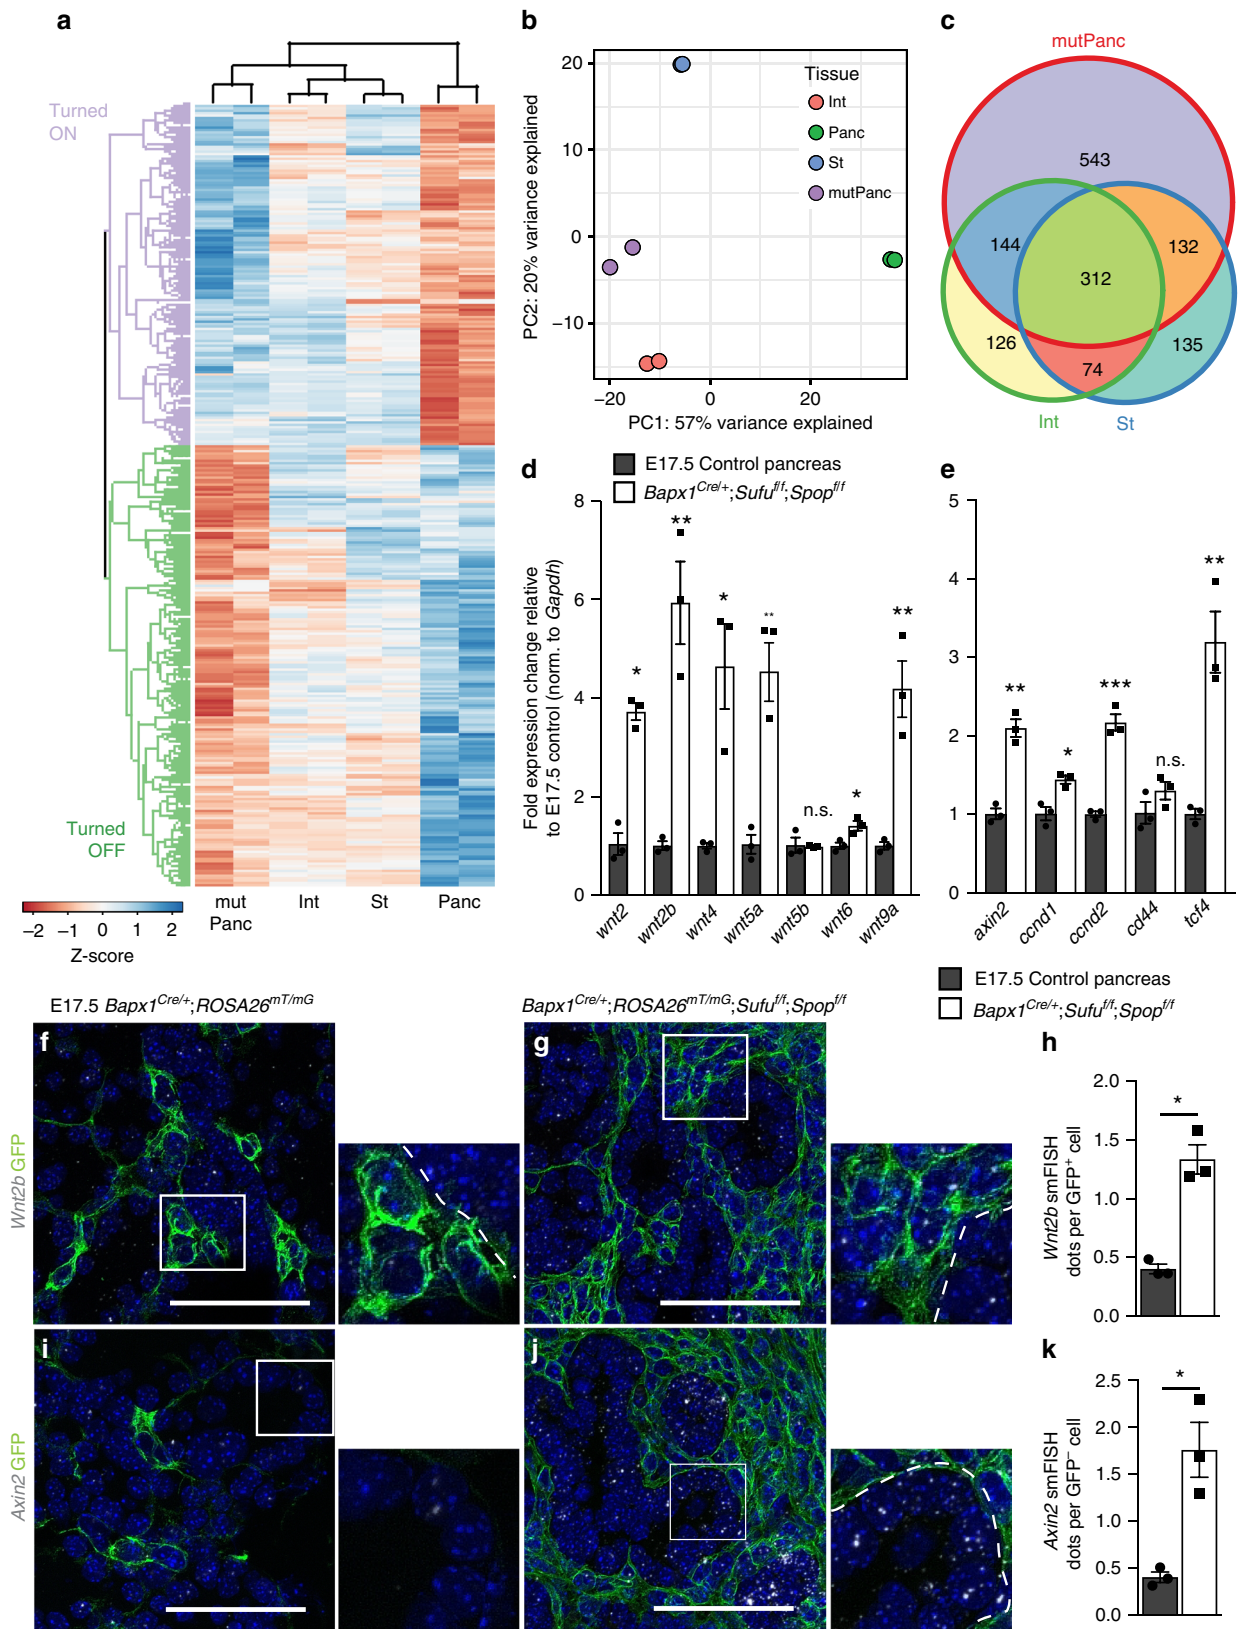 a
Turned
ON
Turned
OFF
mut
Panc
Int
St
Panc
−2 −1 0 1 2
Z-score
b
PC2: 20% variance explained
20
10
0
−10
−20 0 20
PC1: 57% variance explained
Tissue
Int
Panc
St
mutPanc
c
mutPanc
543
144
132
312
126
135
74
Int
St
d
E17.5 Control pancreas
Bapx1Cre/+;Sufuf/f;Spopf/f
Fold expression change relative
to E17.5 control (norm. to Gapdh)
8
6
4
2
0
*
**
*
**
n.s.
*
**
wnt2
wnt2b
wnt4
wnt5a
wnt5b
wnt6
wnt9a
e
5
4
3
2
1
0
**
*
***
n.s.
**
axin2
ccnd1
ccnd2
cd44
tcf4
E17.5 Control pancreas
Bapx1Cre/+;Sufuf/f;Spopf/f
E17.5 Bapx1Cre/+;ROSA26mT/mG
Bapx1Cre/+;ROSA26mT/mG;Sufuf/f;Spopf/f
Wnt2b GFP
f
g
h
Wnt2b smFISH
dots per GFP+ cell
2.0
1.5
1.0
0.5
0.0
*
Axin2 GFP
i
j
k
Axin2 smFISH
dots per GFP− cell
2.5
2.0
1.5
1.0
0.5
0.0
*